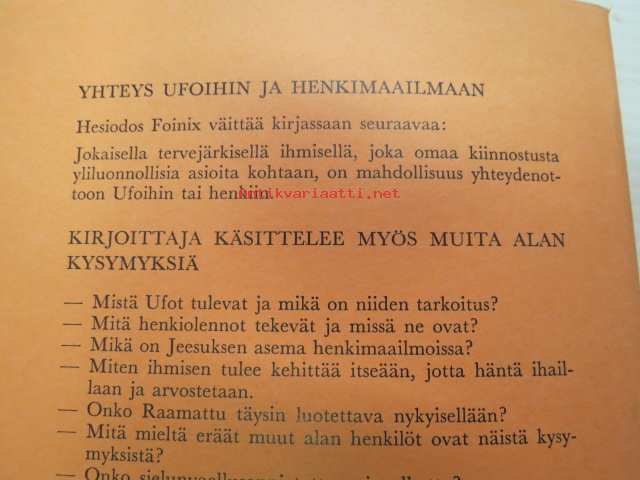 YHTEYS UFOIHIN JA HENKIMAAILMAAN
Hesiodos Foinix väittää kirjassaan seuraavaa:
Jokaisella tervejärkisellä ihmisellä, joka omaa kiinnostusta
yliluonnollisia asioita kohtaan, on mahdollisuus yhteydenot-
toon Ufoihin tai henkiin.
antikvariaatti.net
KIRJOITTAJA KÄSITTELEE MYÖS MUITA ALAN
KYSYMYKSIÄ
— Mistä Ufot tulevat ja mikä on niiden tarkoitus?
— Mitä henkiolennot tekevät ja missä ne ovat?
— Mikä on Jeesuksen asema henkimaailmoissa?
— Miten ihmisen tulee kehittää itseään, jotta häntä ihail-
laan ja arvostetaan.
— Onko Raamattu täysin luotettava nykyisellään?
— Mitä mieltä eräät muut alan henkilöt ovat näistä kysy-
myksistä?
— Onko